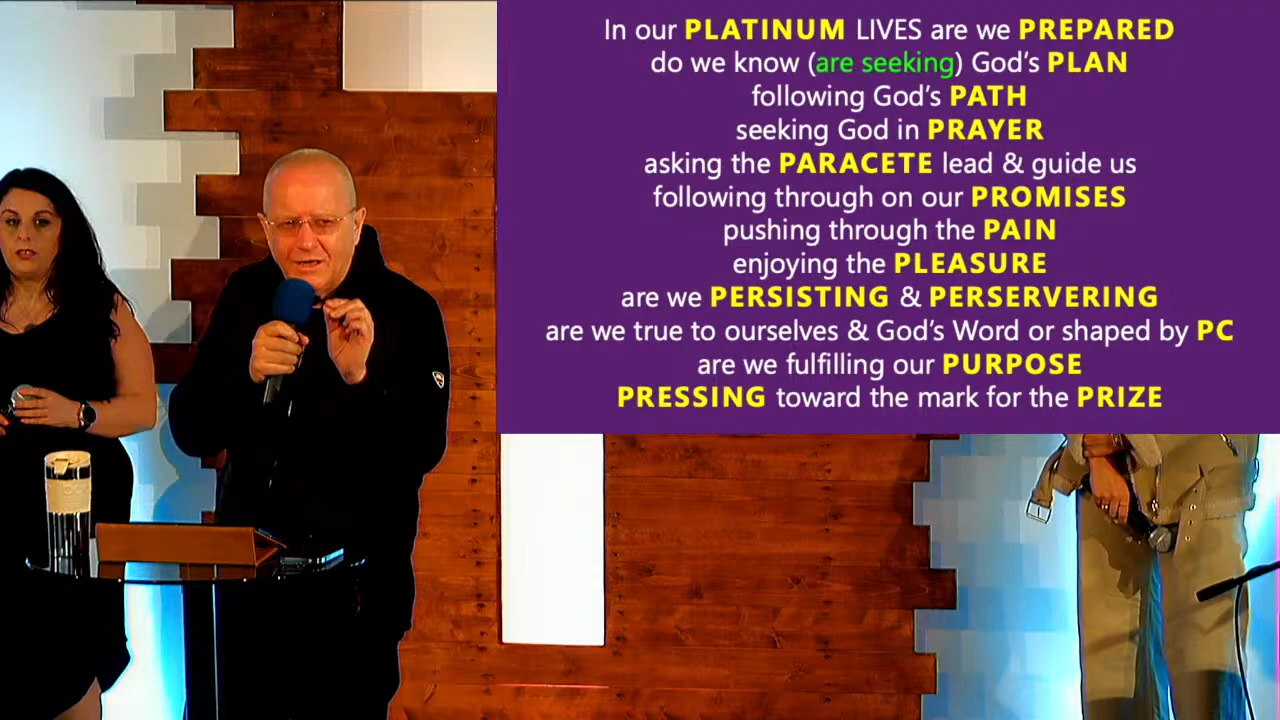 In our PLATINUM LIVES are we PREPARED
do we know (are seeking) God's PLAN
following God's PATH
seeking God in PRAYER
asking the PARACETE lead & guide us
following through on our PROMISES
pushing through the PAIN
enjoying the PLEASURE
are we PERSISTING & PERSERVERING
are we true to ourselves & God's Word or shaped by PC
are we fulfilling our PURPOSE
PRESSING toward the mark for the PRIZE